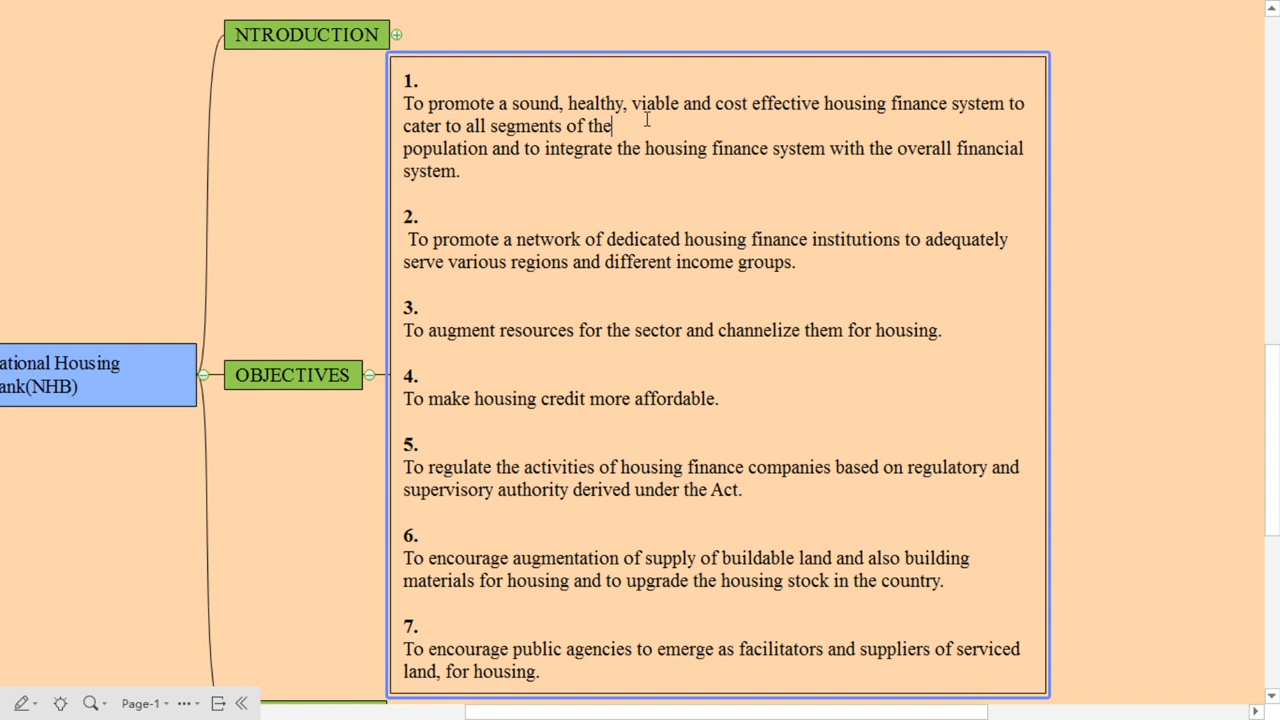 NTRODUCTION
1.
To promote a sound, healthy, viable and cost effective housing finance system to
cater to all segments of the
population and to integrate the housing finance system with the overall financial
system.
2.
To promote a network of dedicated housing finance institutions to adequately
serve various regions and different income groups.
3.
To augment resources for the sector and channelize them for housing.
ational Housing
ank(NHB)
OBJECTIVES
4.
To make housing credit more affordable.
5.
To regulate the activities of housing finance companies based on regulatory and
supervisory authority derived under the Act.
6.
To encourage augmentation of supply of buildable land and also building
materials for housing and to upgrade the housing stock in the country.
7.
To encourage public agencies to emerge as facilitators and suppliers of serviced
land, for housing.
Page-1